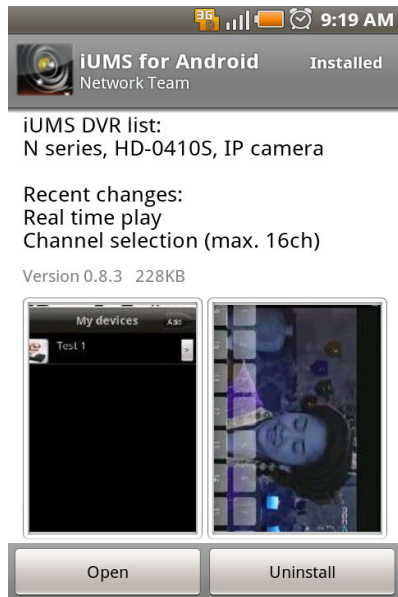 3G
9:19 AM
iUMS for Android
Installed
Network Team
iUMS DVR list:
N series, HD-0410S, IP camera
Recent changes:
Real time play
Channel selection (max. 16ch)
Version 0.8.3 228KB
My devices
Add
Test 1
>
Open
Uninstall